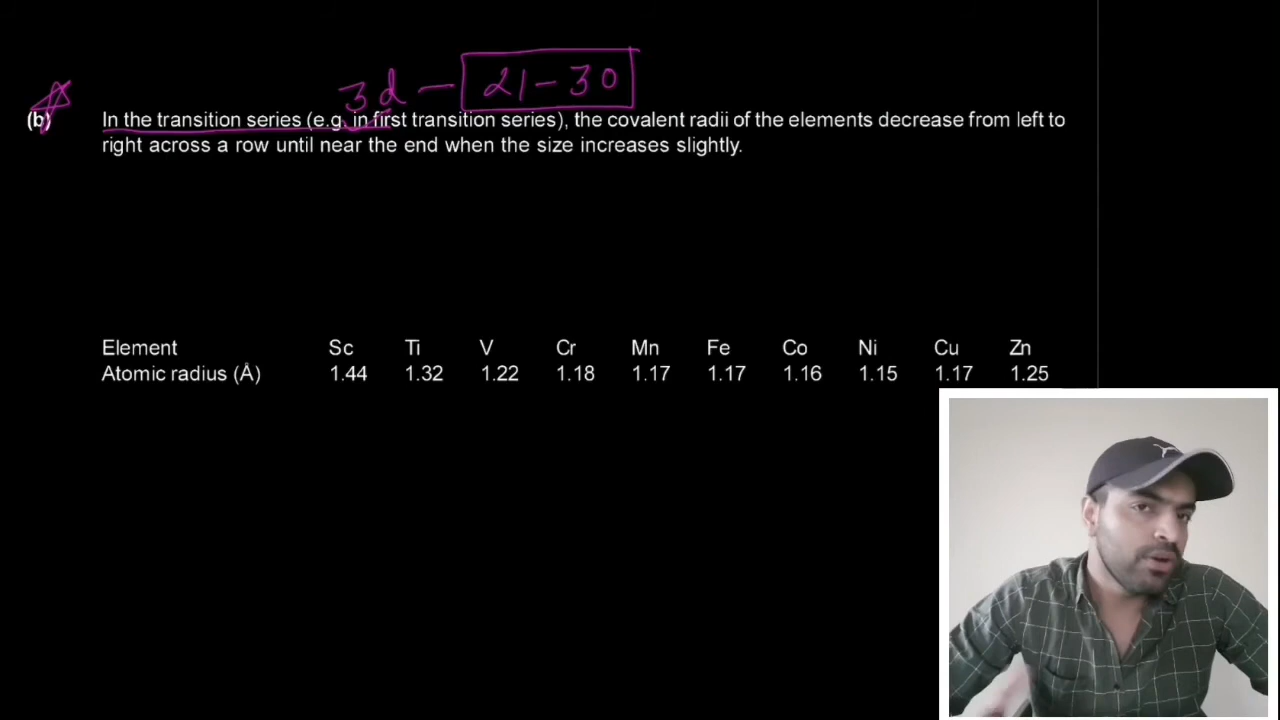 3d – 21 – 30
(b) In the transition series (e.g. in first transition series), the covalent radii of the elements decrease from left to
right across a row until near the end when the size increases slightly.
Element Sc Ti V Cr Mn Fe Co Ni Cu Zn
Atomic radius (Å) 1.44 1.32 1.22 1.18 1.17 1.17 1.16 1.15 1.17 1.25